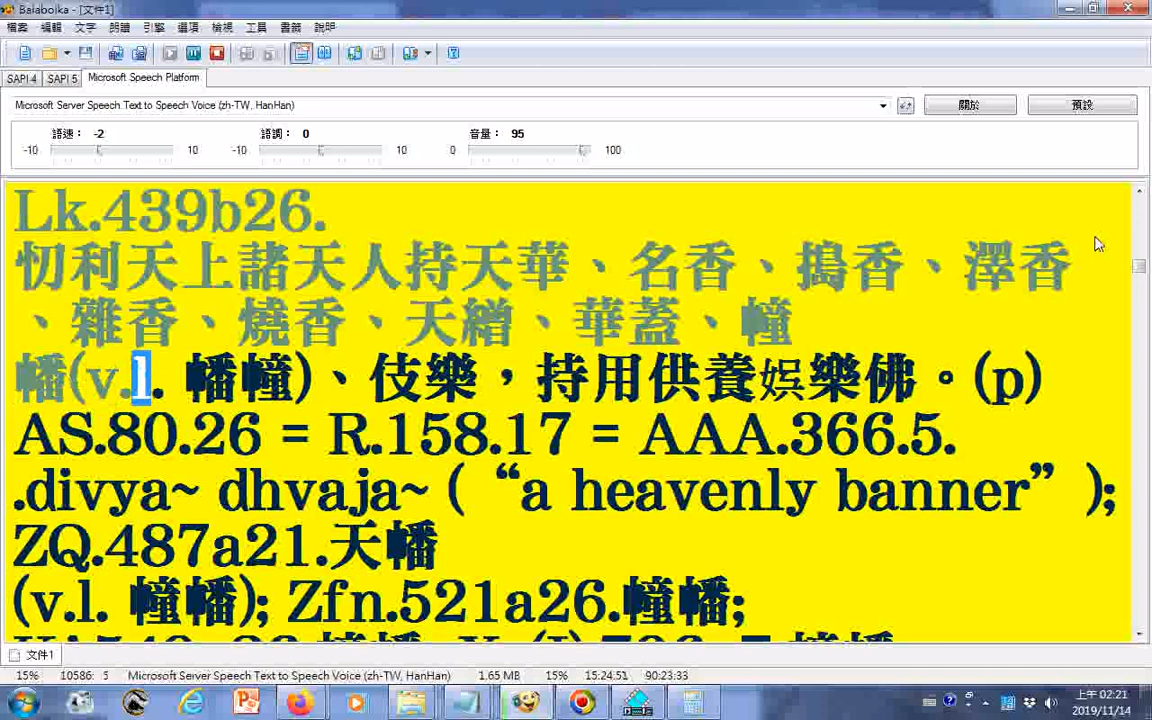 Balabolka - [文件1]
檔案 編輯 文字 朗讀 引擎 選項 檢視 工具 書籤 說明
SAPI 4 SAPI 5 Microsoft Speech Platform
Microsoft Server Speech Text to Speech Voice (zh-TW, HanHan) 關於 預設
語速: -2 語調: 0 音量: 95
-10 10 -10 10 0 100
Lk.439b26.
忉利天上諸天人持天華、名香、搗香、澤香
、雜香、燒香、天繒、華蓋、幢
幡(v.l. 幡幢)、伎樂，持用供養娯樂佛。(p)
AS.80.26 = R.158.17 = AAA.366.5.
.divya~ dhvaja~ ( “a heavenly banner” );
ZQ.487a21.天幡
(v.l. 幢幡); Zfn.521a26.幢幡;
文件1
15% 10586: 5 Microsoft Server Speech Text to Speech Voice (zh-TW, HanHan) 1.65 MB 15% 15:24:51 90:23:33
上午 02:21
2019/11/14